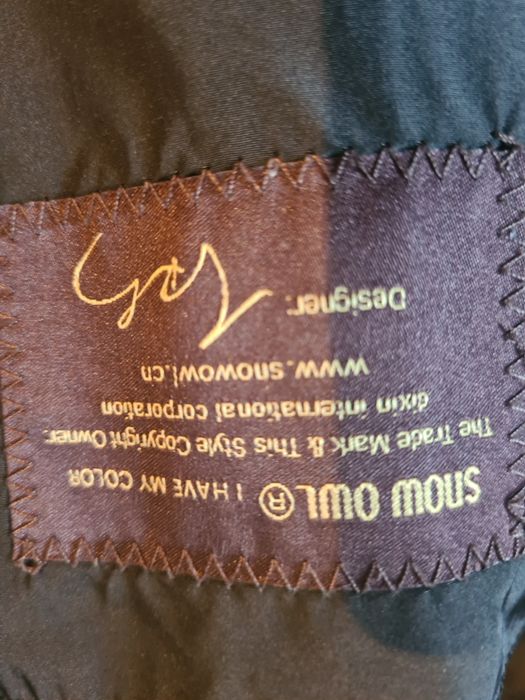 SNOW OWL® I HAVE MY COLOR
The Trade Mark & This Style Copyright Owner:
dixin international corporation
www.snowowl.cn
Designer: